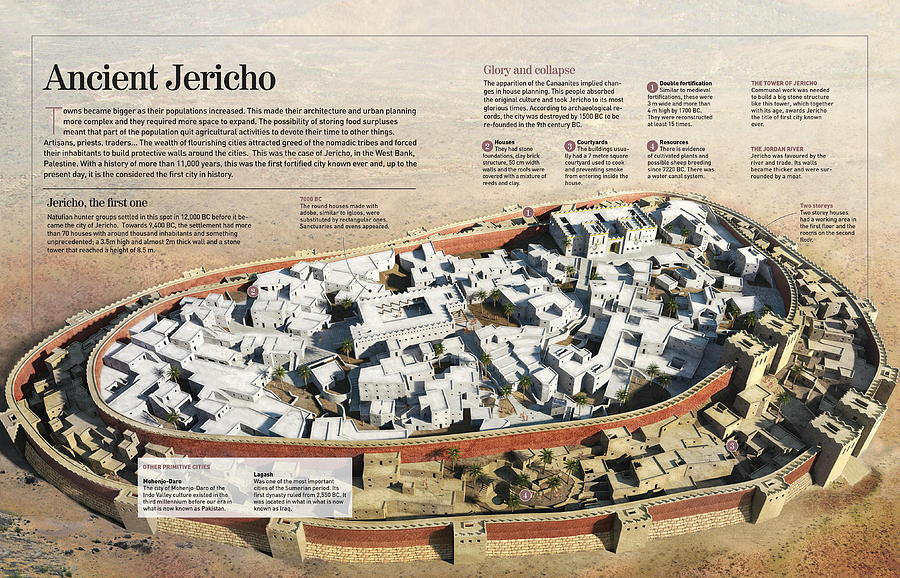 Ancient Jericho
Towns became bigger as their populations increased. This made their architecture and urban planning
more complex and they required more space to expand. The possibility of storing food surpluses
meant that part of the population quit agricultural activities to devote their time to other things.
Artisans, priests, traders... The wealth of flourishing cities attracted greed of the nomadic tribes and forced
their inhabitants to build protective walls around the cities. This was the case of Jericho, in the West Bank,
Palestine. With a history of more than 11,000 years, this was the first fortified city known ever and, up to the
present day, it is the considered the first city in history.
Jericho, the first one
Natufian hunter groups settled in this spot in 12,000 BC before it be-
came the city of Jericho. Towards 9,400 BC, the settlement had more
than 70 houses with around thousand inhabitants and something
unprecedented; a 3.5m high and almost 2m thick wall and a stone
tower that reached a height of 8.5 m.
7000 BC
The round houses made with
adobe, similar to igloos, were
substituted by rectangular ones.
Sanctuaries and ovens appeared.
Glory and collapse
The apparition of the Canaanites implied chan-
ges in house planning. This people absorbed
the original culture and took Jericho to its most
glorious times. According to archaeological re-
cords, the city was destroyed by 1500 BC to be
re-founded in the 9th century BC.
1 Double fortification
Similar to medieval
fortifications, these were
3 m wide and more than
4 m high by 1700 BC.
They were reconstructed
at least 15 times.
2 Houses
They had stone
foundations, clay brick
structure, 50 cm width
walls and the roofs were
covered with a mixture of
reeds and clay.
3 Courtyards
The buildings usua-
lly had a 7 metre square
courtyard used to cook
and preventing smoke
from entering inside the
house.
4 Resources
There is evidence
of cultivated plants and
possible sheep breeding
since 7220 BC. There was
a water canal system.
THE TOWER OF JERICHO
Communal work was needed
to build a big stone structure
like this tower, which together
with its age, awards Jericho
the title of first city known
ever.
THE JORDAN RIVER
Jericho was favoured by the
river and trade. Its walls
became thicker and were sur-
rounded by a moat.
Two storeys
Two storey houses
had a working area in
the first floor and the
rooms on the second
floor.
1
2
3
4
OTHER PRIMITIVE CITIES
Mohenjo-Daro
The city of Mohenjo-Daro of the
Indo Valley culture existed in the
third millennium before our era in
what is now known as Pakistan.
Lagash
Was one of the most important
cities of the Sumerian period. Its
first dynasty ruled from 2,550 BC. It
was located in what in what is now
known as Iraq.